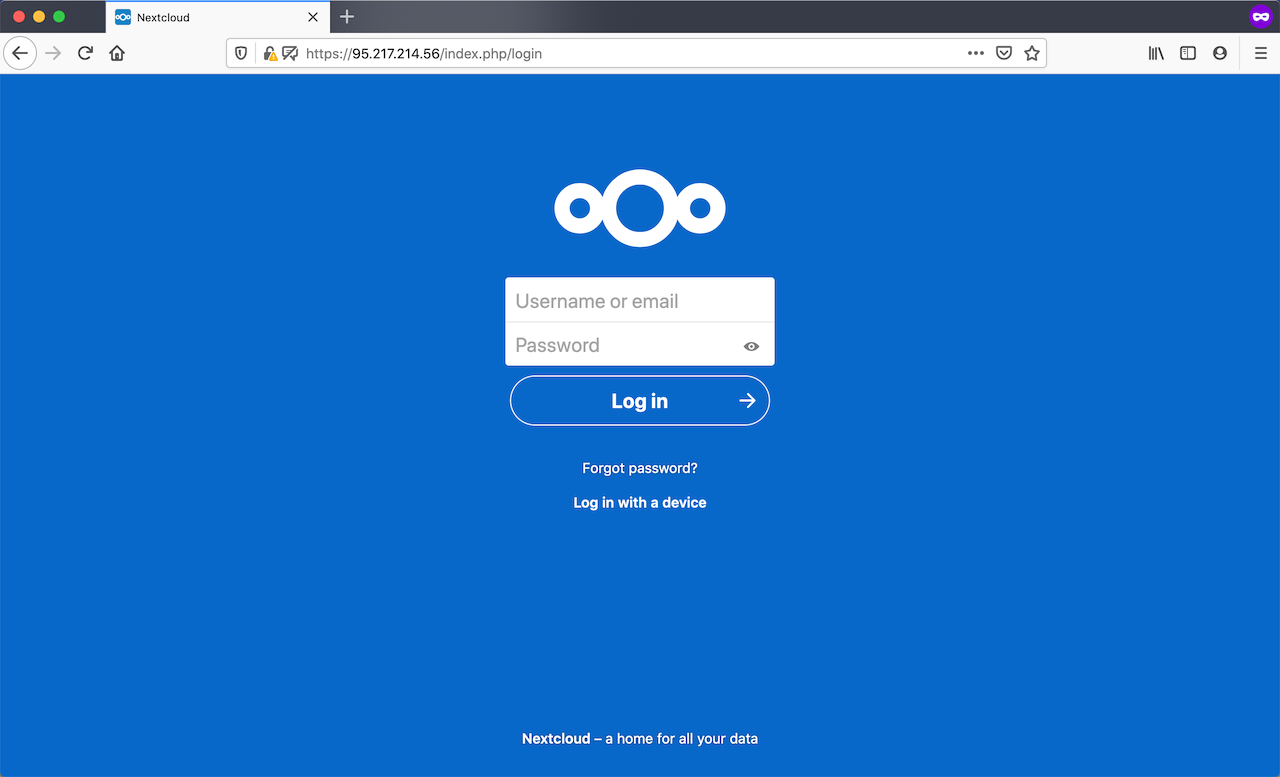 Nextcloud
https://95.217.214.56/index.php/login
Username or email
Password
Log in
Forgot password?
Log in with a device
Nextcloud – a home for all your data